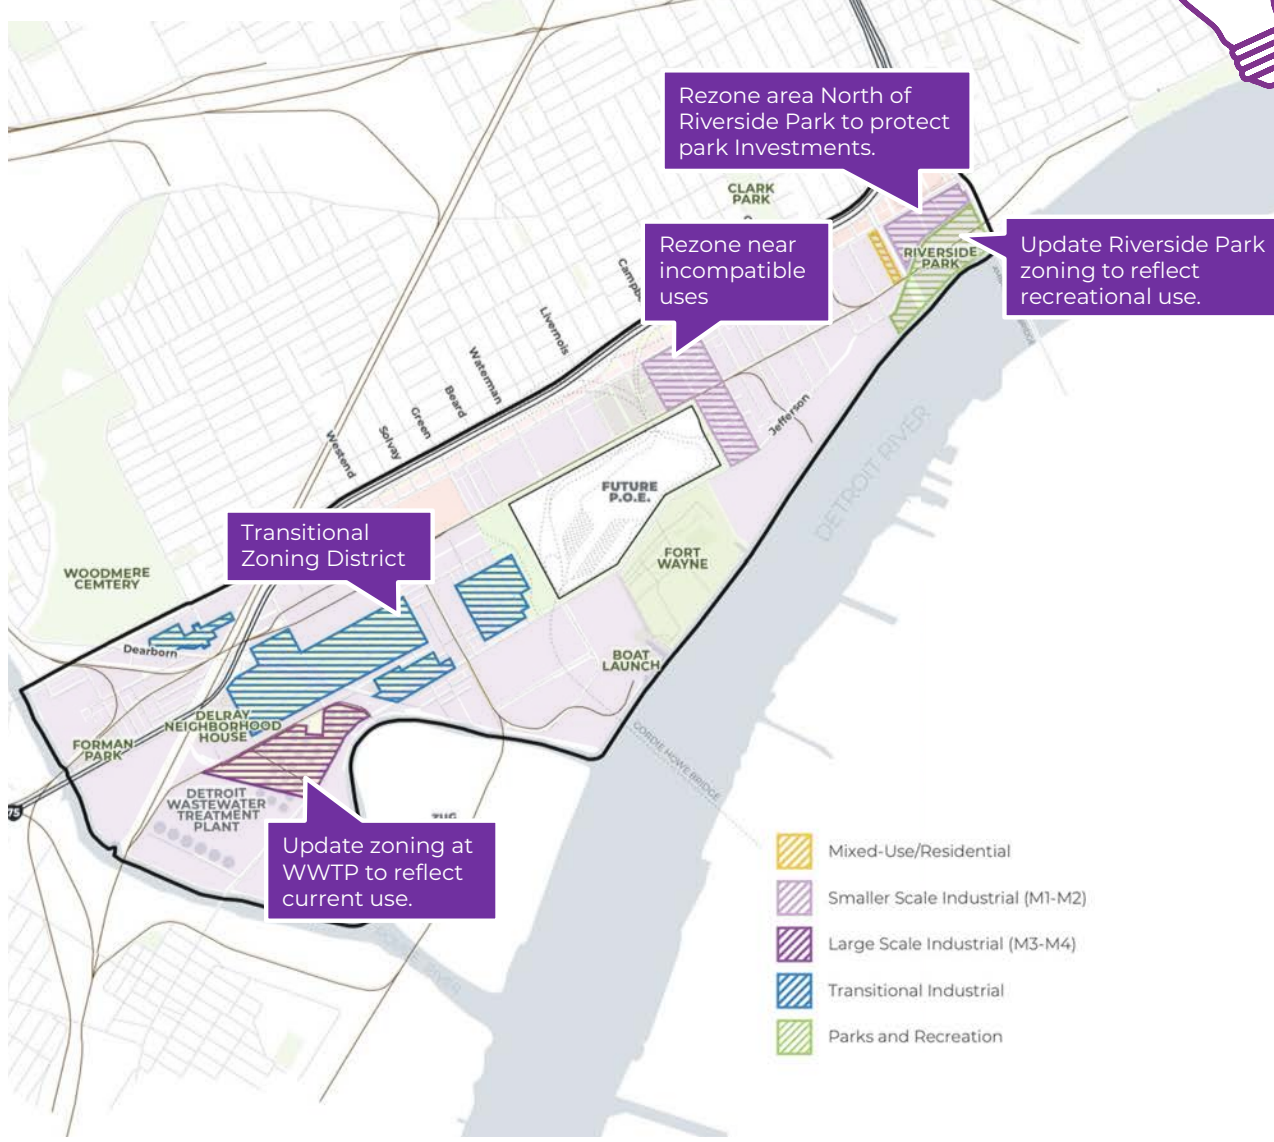 Rezone area North of
Riverside Park to protect
park Investments.
CLARK
PARK
Rezone near
incompatible
uses
RIVERSIDE
PARK
Update Riverside Park
zoning to reflect
recreational use.
Livernois
Waterman
Beard
Green
Solvay
Westend
Jefferson
DETROIT RIVER
FUTURE
P.O.E.
Transitional
Zoning District
FORT
WAYNE
WOODMERE
CEMTERY
Dearborn
BOAT
LAUNCH
DELRAY
NEIGHBORHOOD
HOUSE
FORMAN
PARK
GORDIE HOWE BRIDGE
DETROIT
WASTEWATER
TREATMENT
PLANT
75
Update zoning at
WWTP to reflect
current use.
Mixed-Use/Residential
Smaller Scale Industrial (M1-M2)
Large Scale Industrial (M3-M4)
Transitional Industrial
Parks and Recreation
RIVER